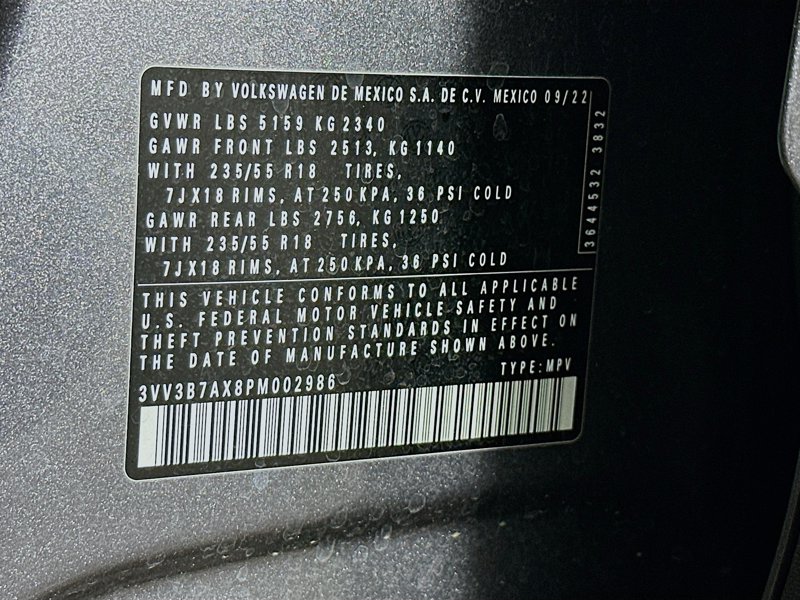 MFD BY VOLKSWAGEN DE MEXICO S.A. DE C.V. MEXICO 09/22
GVWR LBS 5159 KG 2340
GAWR FRONT LBS 2513, KG 1140
WITH 235/55 R18 TIRES,
7JX18 RIMS, AT 250 KPA, 36 PSI COLD
GAWR REAR LBS 2756, KG 1250
WITH 235/55 R18 TIRES,
7JX18 RIMS, AT 250 KPA, 36 PSI COLD
3644532 3832
THIS VEHICLE CONFORMS TO ALL APPLICABLE
U.S. FEDERAL MOTOR VEHICLE SAFETY AND
THEFT PREVENTION STANDARDS IN EFFECT ON
THE DATE OF MANUFACTURE SHOWN ABOVE.
TYPE: MPV
3VV3B7AX8PM002986